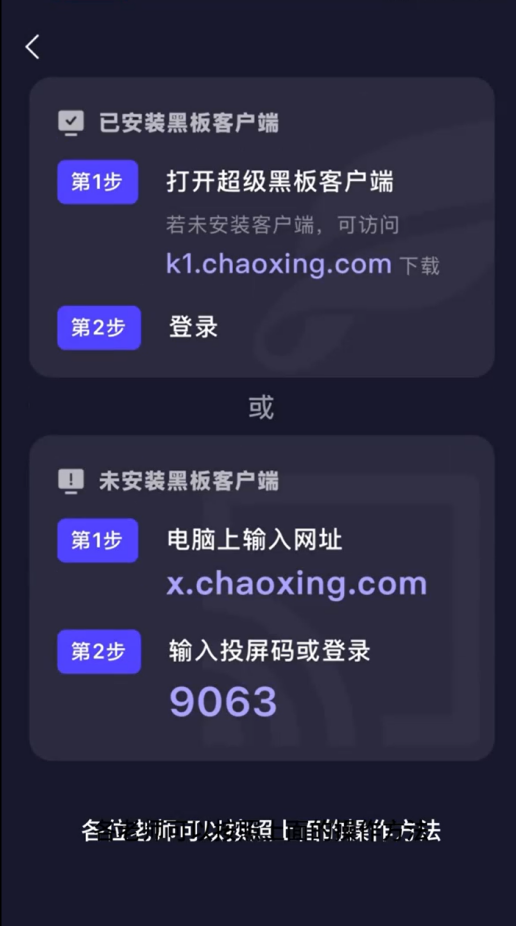 已安装黑板客户端
第1步 打开超级黑板客户端
若未安装客户端，可访问
k1.chaoxing.com 下载
第2步 登录
或
未安装黑板客户端
第1步 电脑上输入网址
x.chaoxing.com
第2步 输入投屏码或登录
9063
各位老师可以按照上面的操作方法